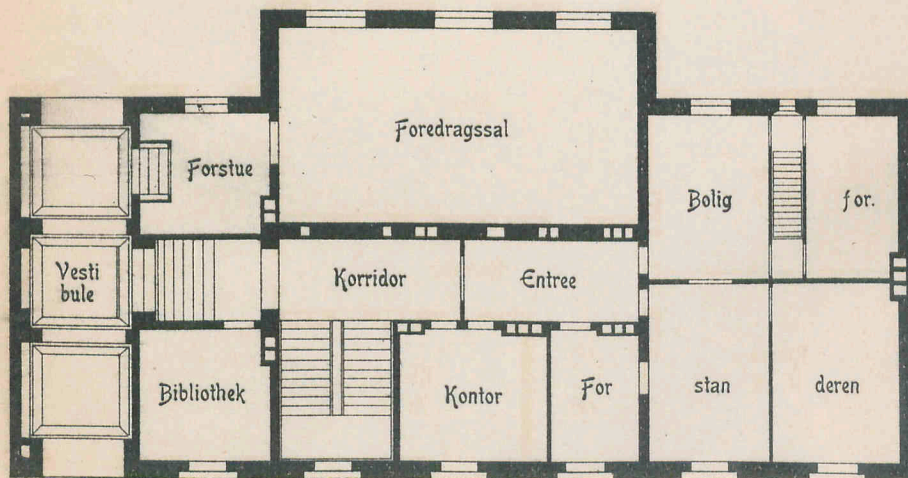 Foredragssal
Forstue
Bolig
for.
Vesti
bule
Korridor
Entree
Bibliothek
Kontor
For
stan
deren